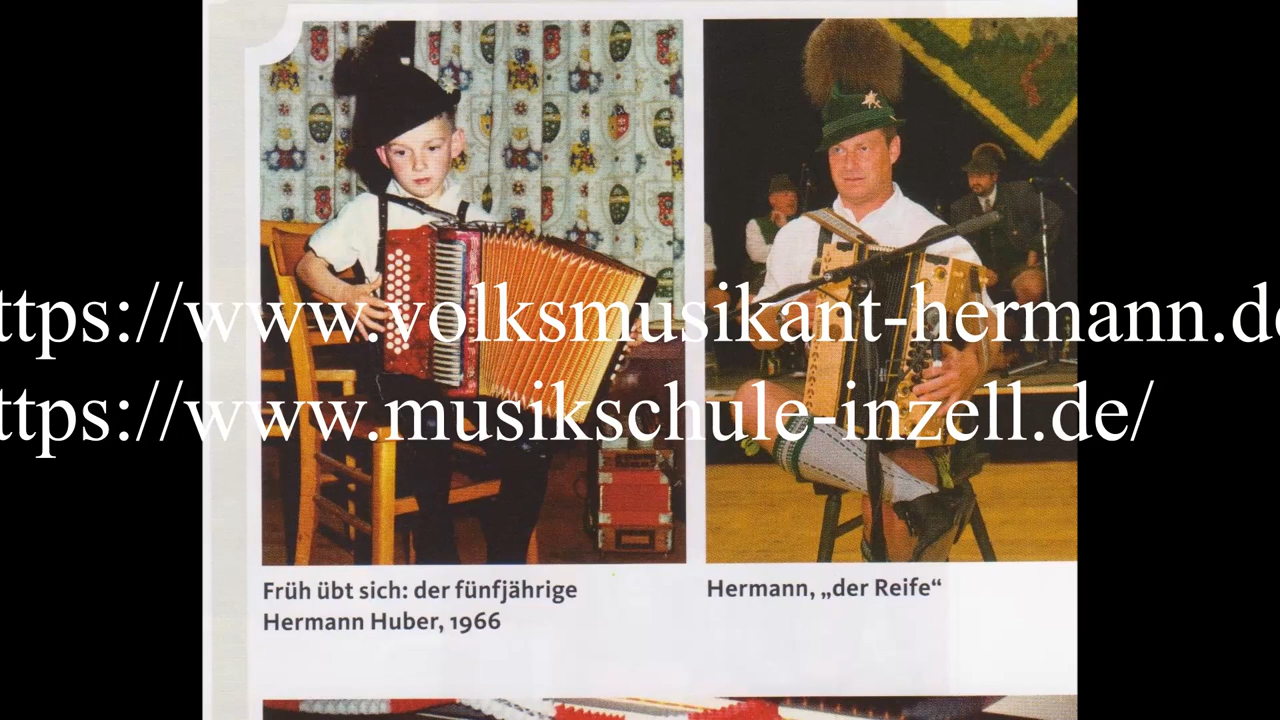 ttps://www.volksmusikant-hermann.de
ttps://www.musikschule-inzell.de/
HOHNER
Früh übt sich: der fünfjährige
Hermann Huber, 1966
Hermann, „der Reife“